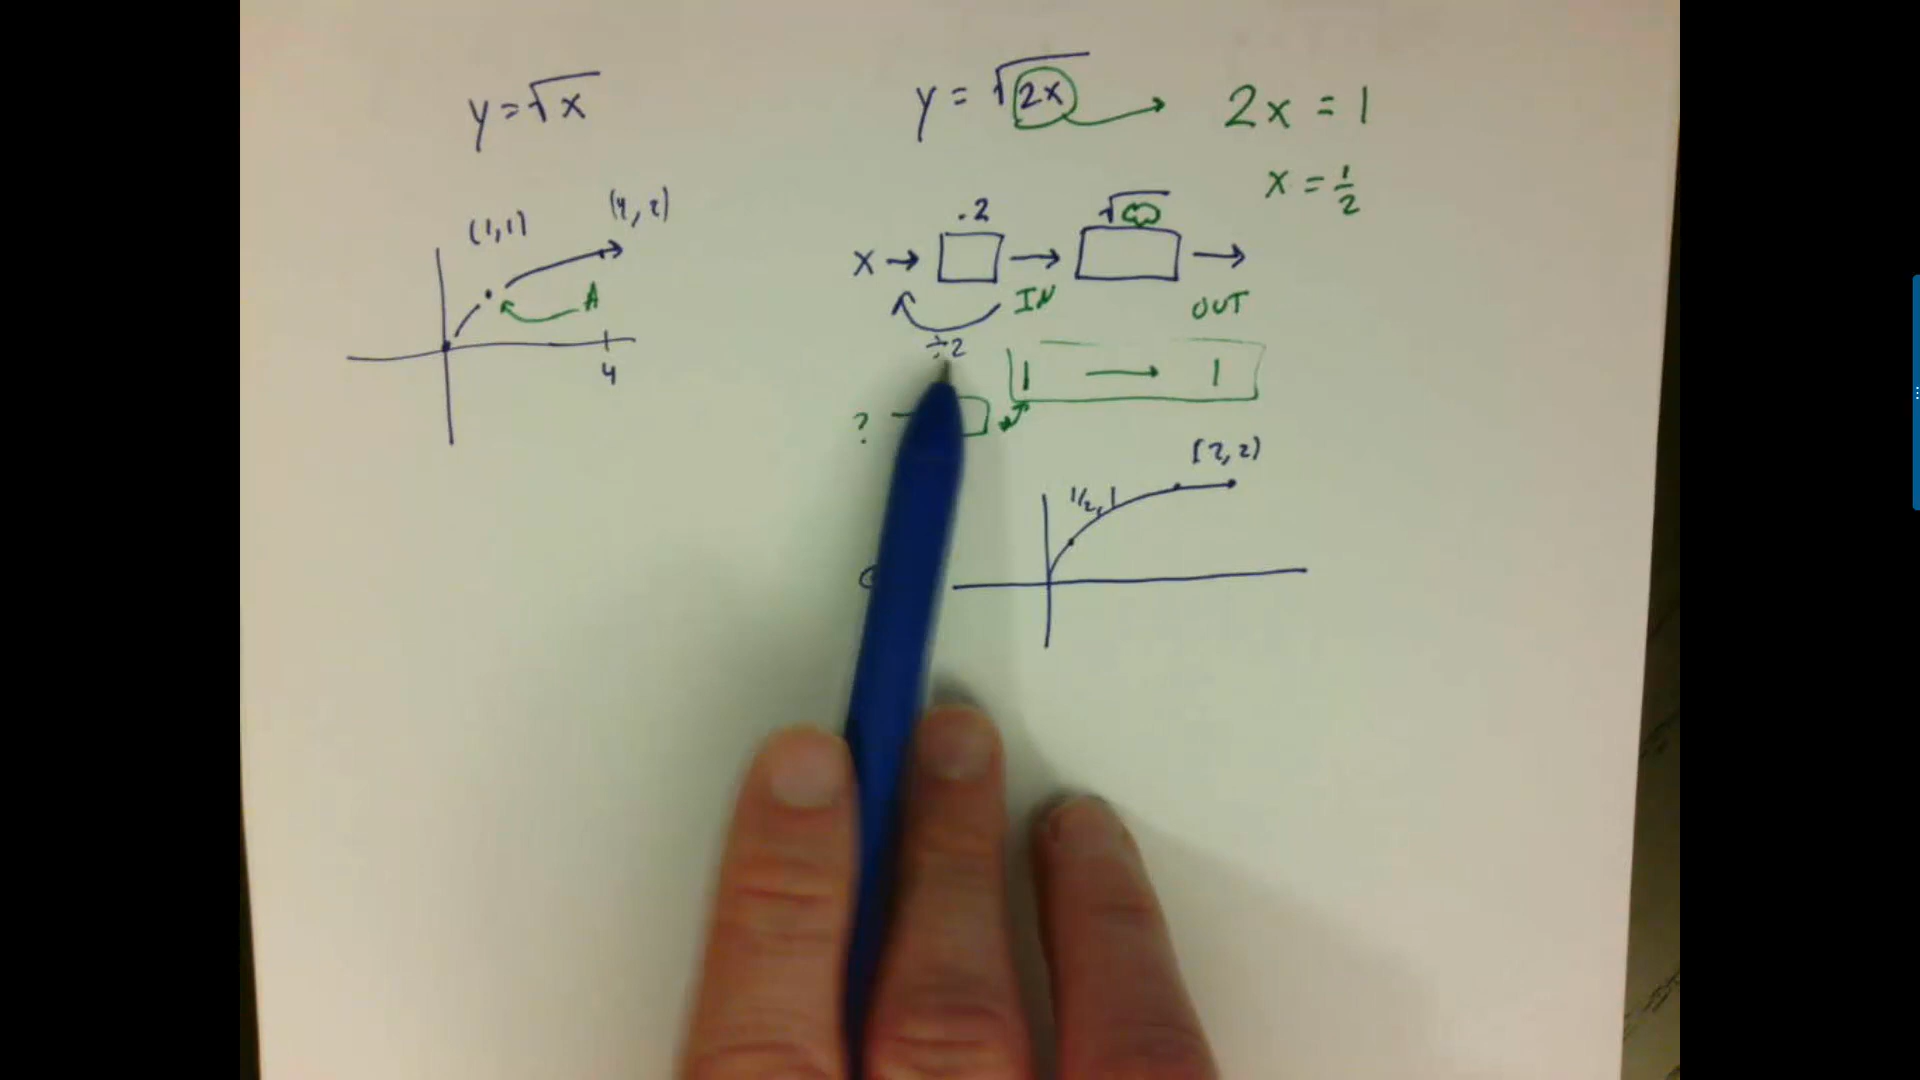 y = √x
y = √2x → 2x = 1
x = 1/2
(1,1)
(4,2)
A
4
·2
√
x → □ → □ →
IN
OUT
÷2
1 → 1
?
(2,2)
1/2, 1